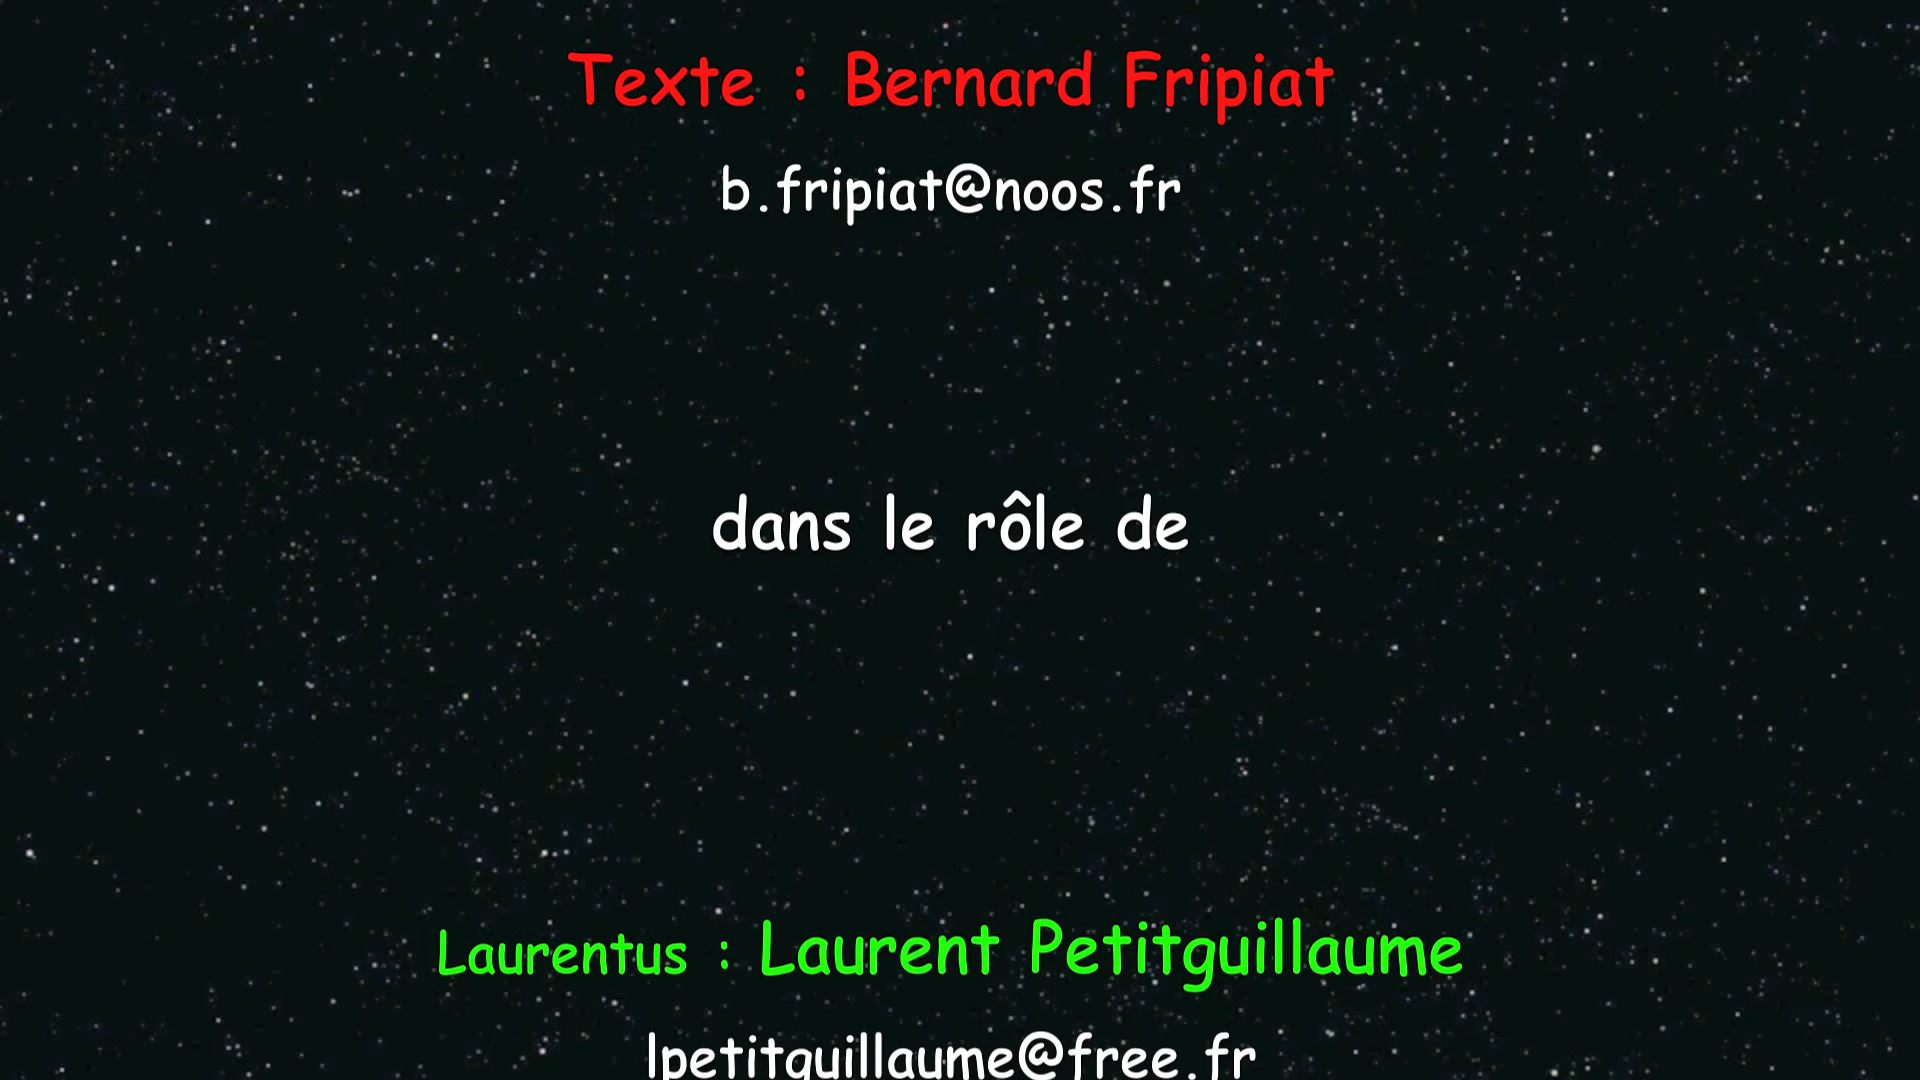 Texte : Bernard Fripiat
b.fripiat@noos.fr
dans le rôle de
Laurentus : Laurent Petitguillaume
lpetitguillaume@free.fr